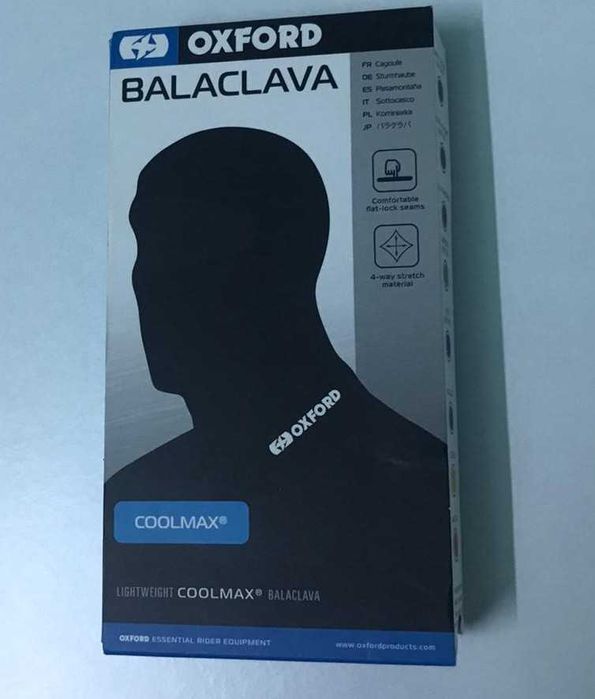 OXFORD
BALACLAVA
FR Cagoule
DE Sturmhaube
ES Pasamontaña
IT Sottocasco
PL Kominiarka
JP バラクラバ
Comfortable
flat-lock seams
4-way stretch
material
OXFORD
COOLMAX®
LIGHTWEIGHT COOLMAX® BALACLAVA
OXFORD ESSENTIAL RIDER EQUIPMENT
www.oxfordproducts.com